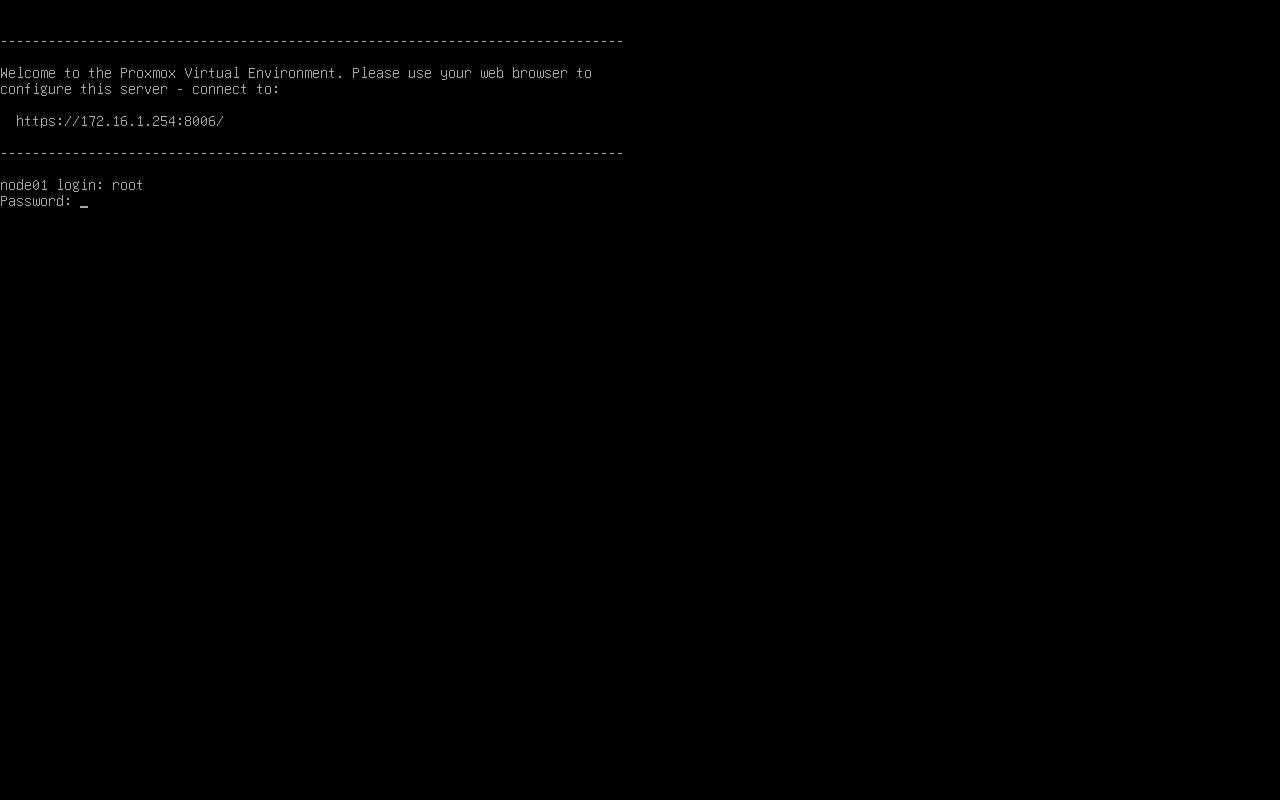 ------------------------------------------------------------------------------
Welcome to the Proxmox Virtual Environment. Please use your web browser to
configure this server - connect to:
https://172.16.1.254:8006/
------------------------------------------------------------------------------
node01 login: root
Password: _